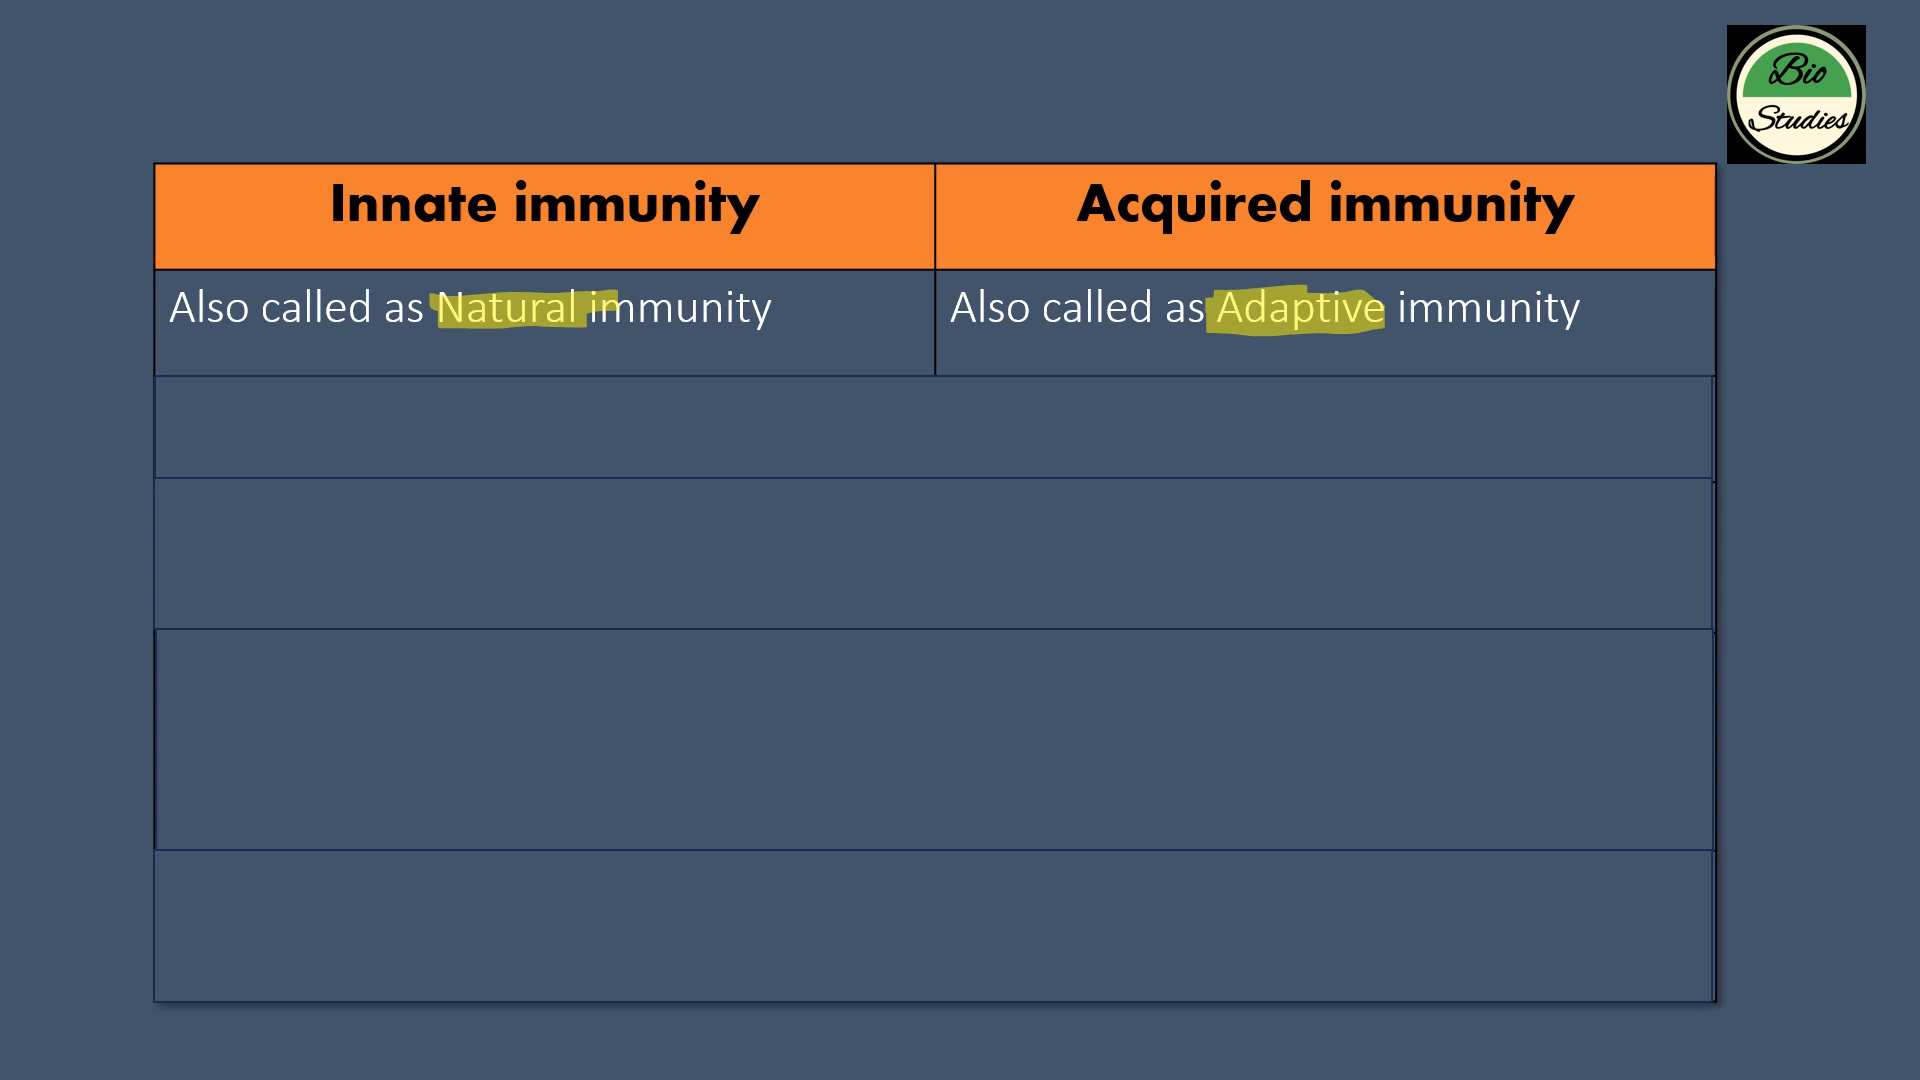 Bio
Studies
Innate immunity
Acquired immunity
Also called as Natural immunity
Also called as Adaptive immunity